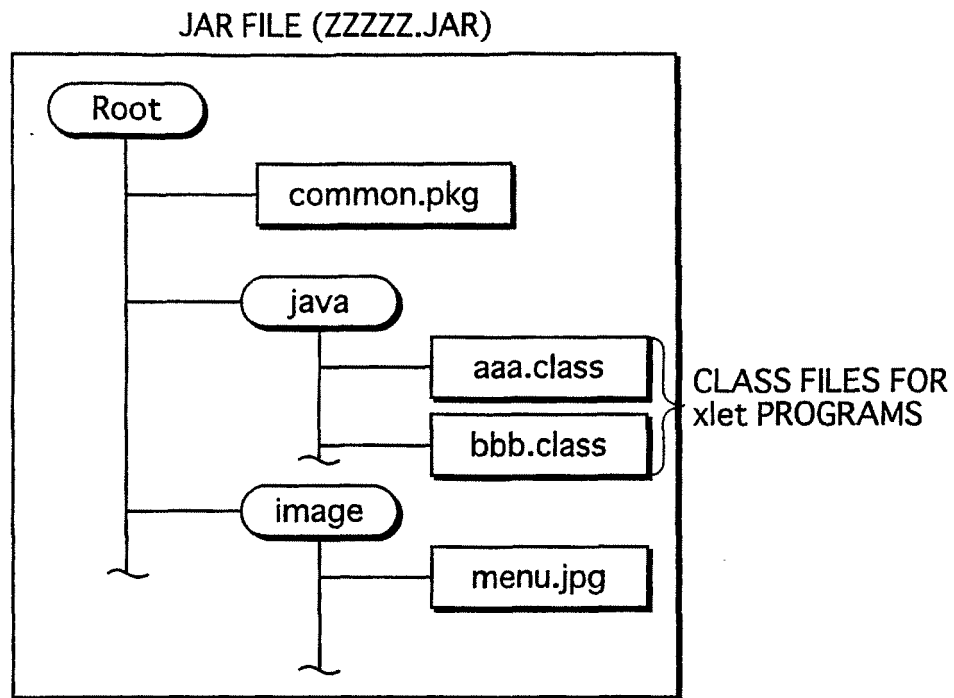 JAR FILE (ZZZZZ.JAR)
Root
common.pkg
java
aaa.class
bbb.class
CLASS FILES FOR
xlet PROGRAMS
image
menu.jpg